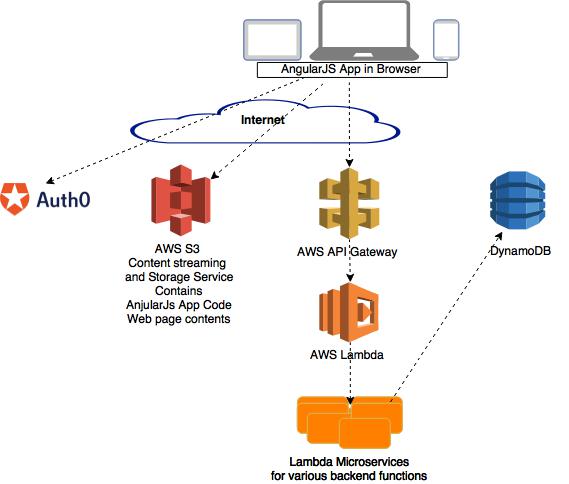 AngularJS App in Browser
Internet
Auth0
AWS S3
Content streaming
and Storage Service
Contains
AnjularJs App Code
Web page contents
AWS API Gateway
DynamoDB
AWS Lambda
Lambda Microservices
for various backend functions